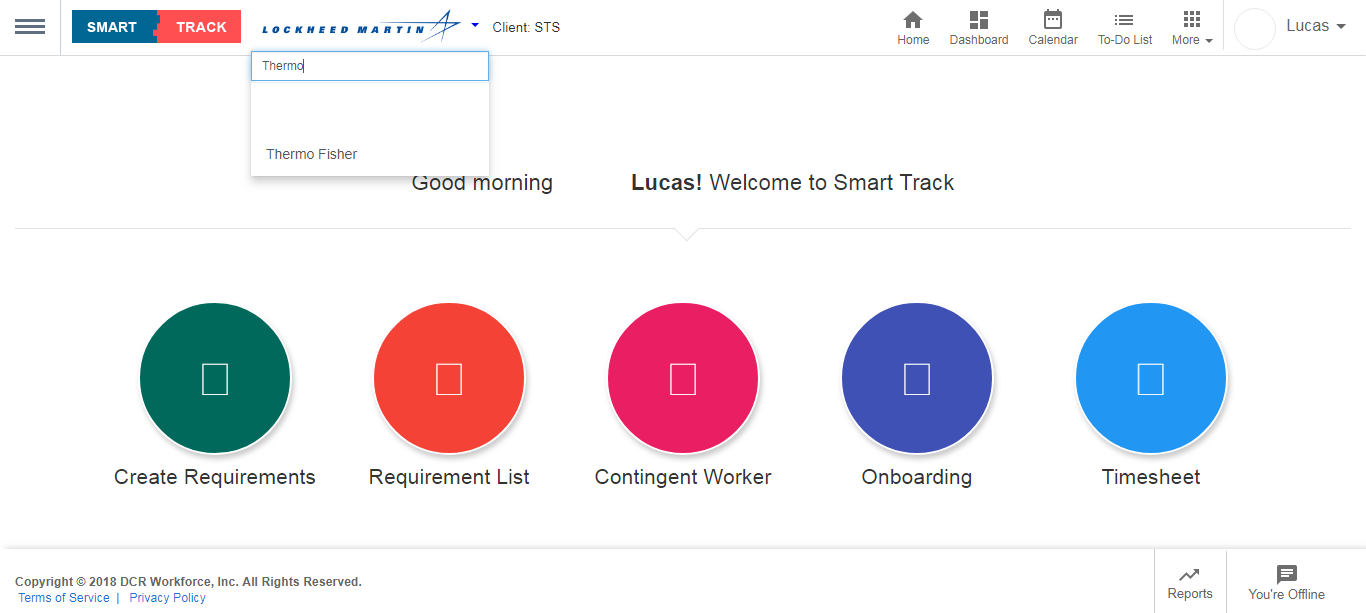 SMART TRACK
LOCKHEED MARTIN
Client: STS
Home
Dashboard
Calendar
To-Do List
More
Lucas
Thermo
Thermo Fisher
Good morning Lucas! Welcome to Smart Track
Create Requirements
Requirement List
Contingent Worker
Onboarding
Timesheet
Copyright © 2018 DCR Workforce, Inc. All Rights Reserved.
Terms of Service | Privacy Policy
Reports
You're Offline